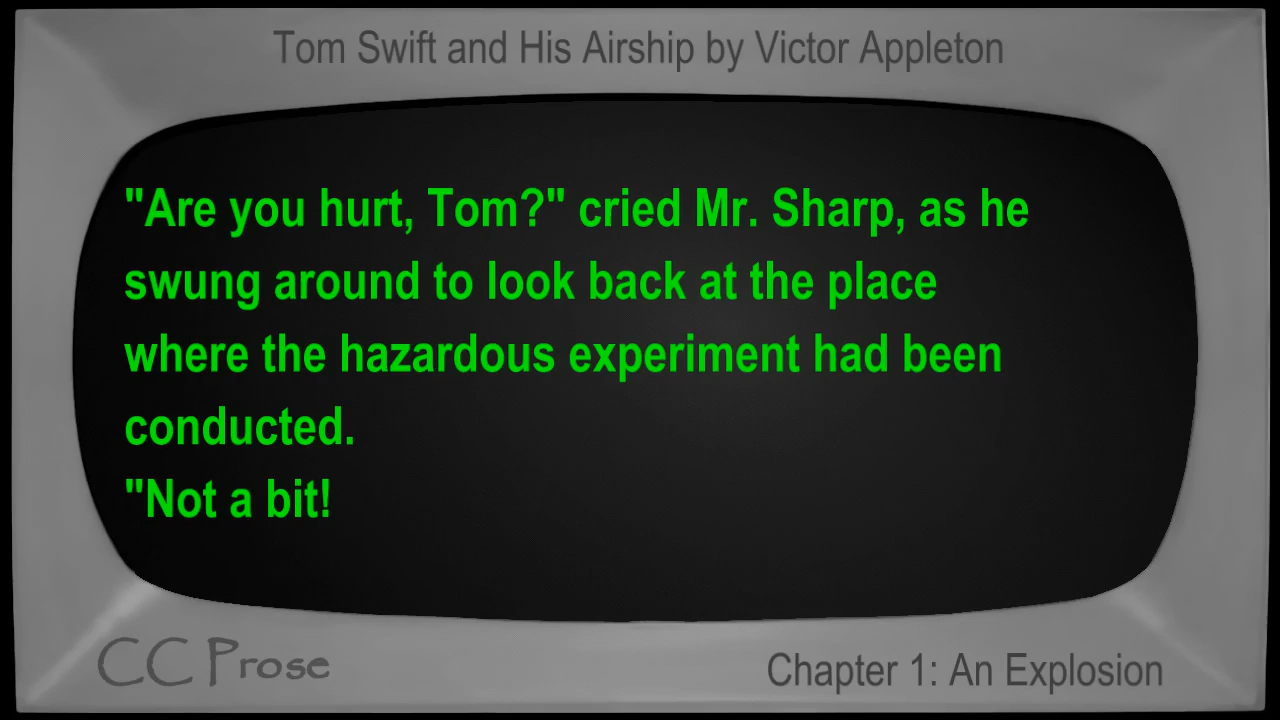 Tom Swift and His Airship by Victor Appleton
"Are you hurt, Tom?" cried Mr. Sharp, as he
swung around to look back at the place
where the hazardous experiment had been
conducted.
"Not a bit!
CC Prose
Chapter 1: An Explosion